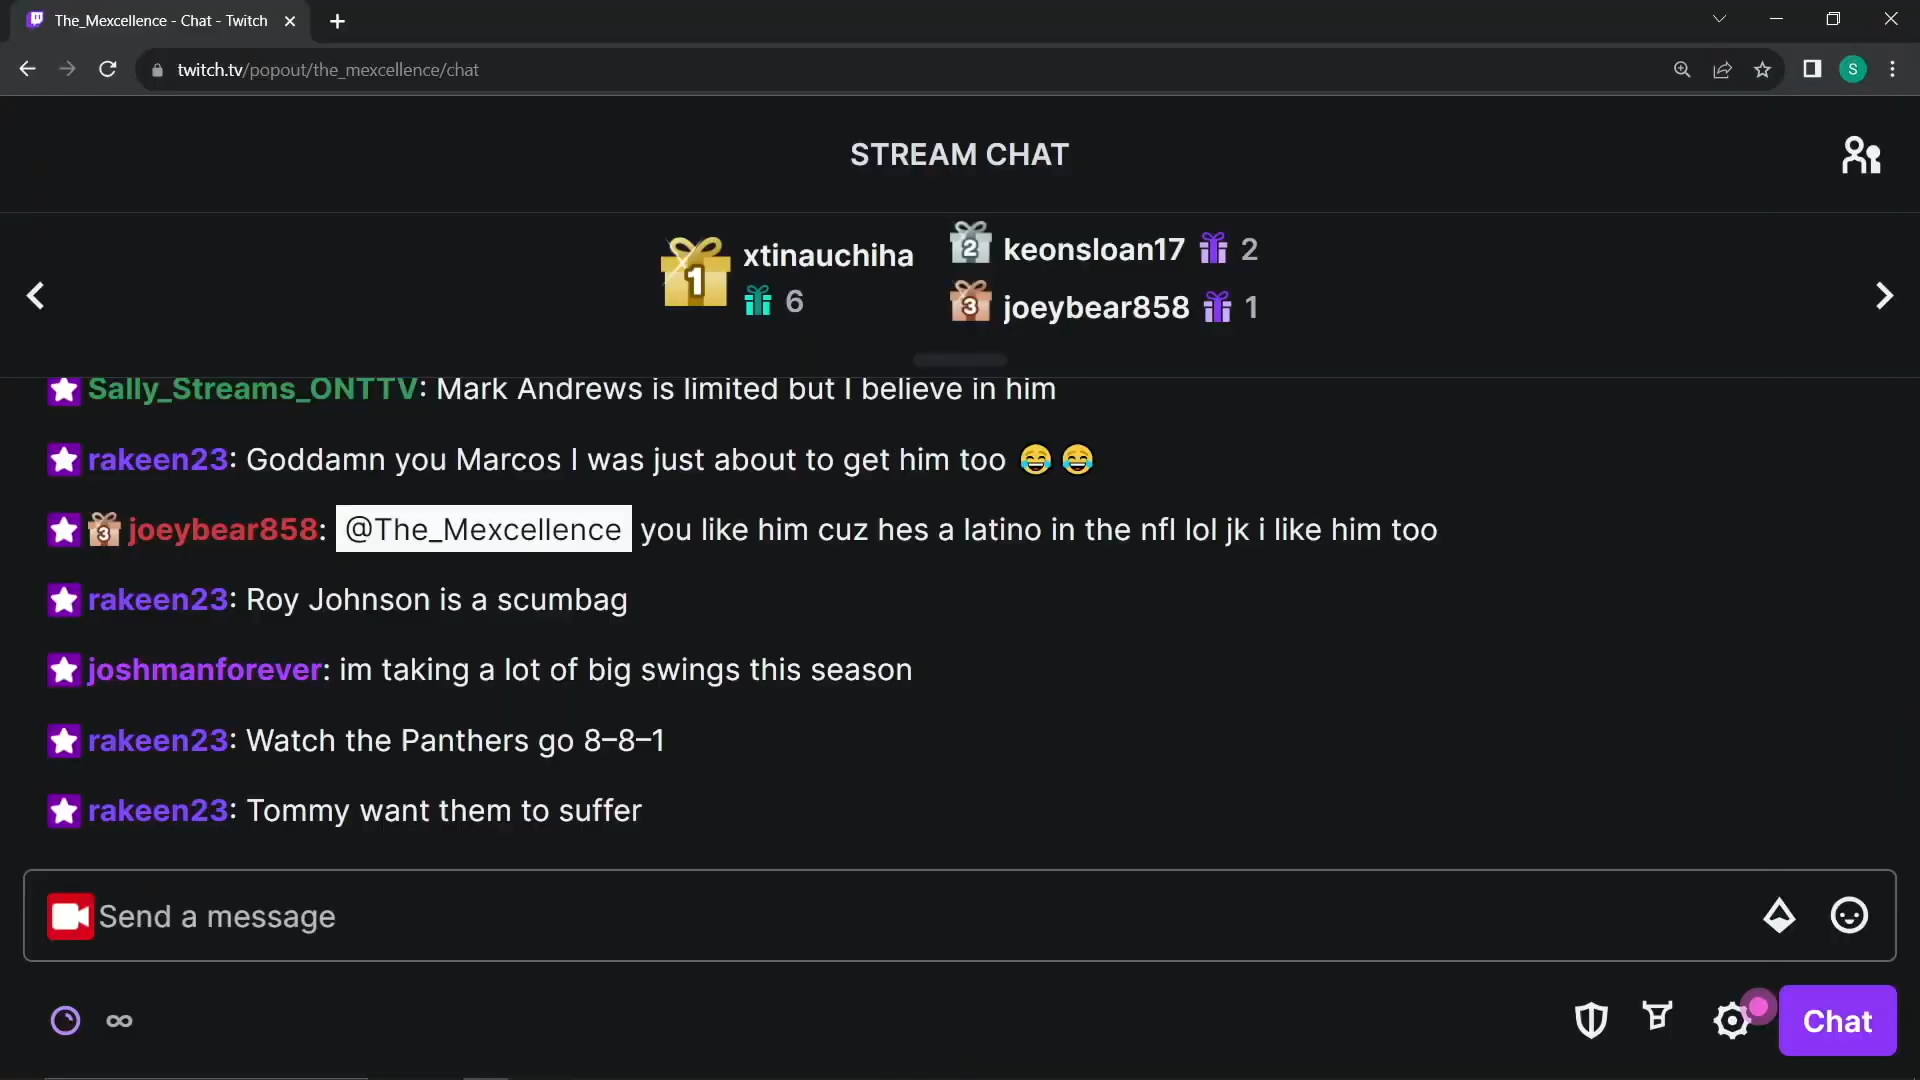 The_Mexcellence - Chat - Twitch
twitch.tv/popout/the_mexcellence/chat
S
STREAM CHAT
1 xtinauchiha 6
2 keonsloan17 2
3 joeybear858 1
Sally_Streams_ONTTV: Mark Andrews is limited but I believe in him
rakeen23: Goddamn you Marcos I was just about to get him too 😂 😂
3 joeybear858: @The_Mexcellence you like him cuz hes a latino in the nfl lol jk i like him too
rakeen23: Roy Johnson is a scumbag
joshmanforever: im taking a lot of big swings this season
rakeen23: Watch the Panthers go 8–8–1
rakeen23: Tommy want them to suffer
Send a message
Chat